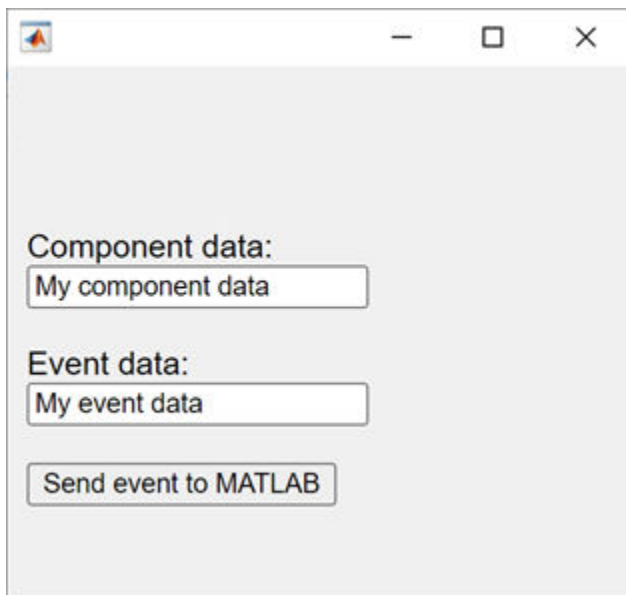 Component data:
My component data
Event data:
My event data
Send event to MATLAB